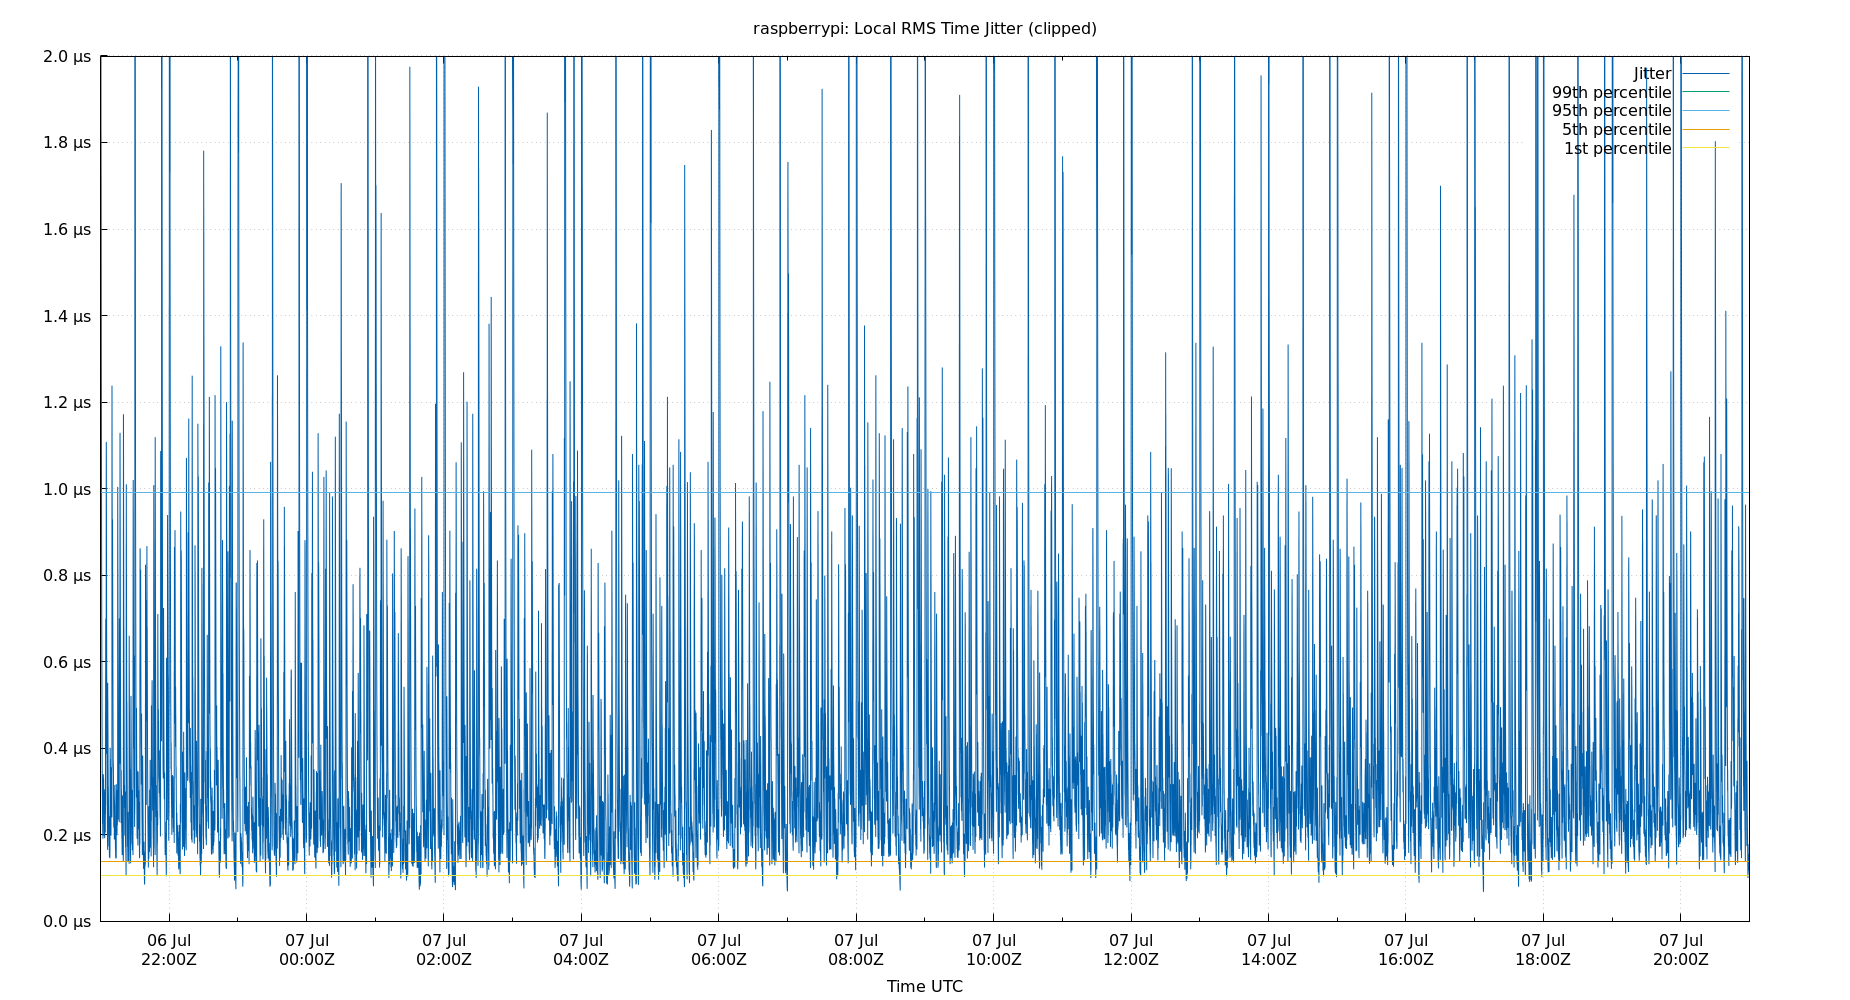 raspberrypi: Local RMS Time Jitter (clipped)
2.0 µs
1.8 µs
1.6 µs
1.4 µs
1.2 µs
1.0 µs
0.8 µs
0.6 µs
0.4 µs
0.2 µs
0.0 µs
Jitter
99th percentile
95th percentile
5th percentile
1st percentile
06 Jul 07 Jul 07 Jul 07 Jul 07 Jul 07 Jul 07 Jul 07 Jul 07 Jul 07 Jul 07 Jul 07 Jul
22:00Z 00:00Z 02:00Z 04:00Z 06:00Z 08:00Z 10:00Z 12:00Z 14:00Z 16:00Z 18:00Z 20:00Z
Time UTC